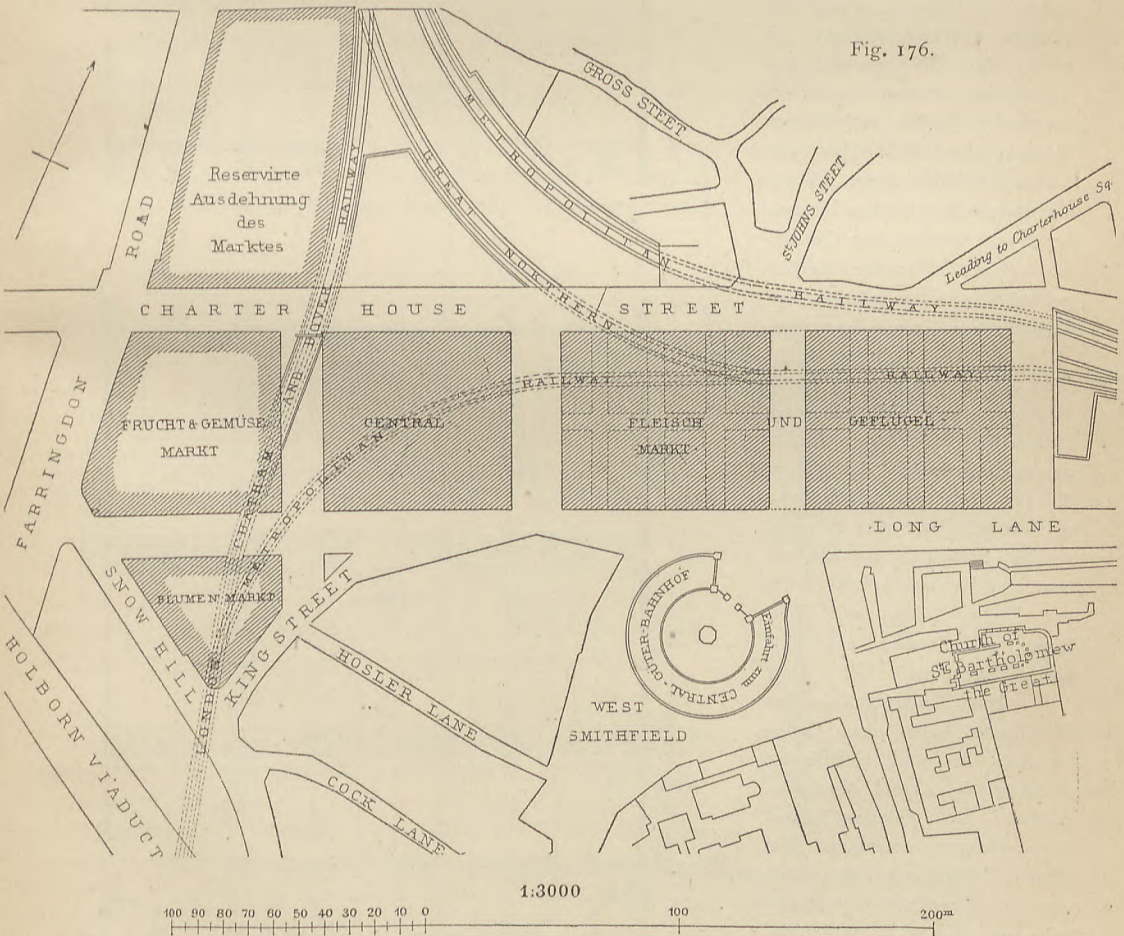 Fig. 176.
GROSS STEET
METROPOLITAN RAILWAY
Reservirte
Ausdehnung
des
Marktes
GREAT NORTHERN
RAILWAY
St. JOHNS STEET
Leading to Charterhouse Sq.
FARRINGDON ROAD
CHARTER HOUSE STREET
LONDON CHATHAM AND DOVER RAILWAY
METROPOLITAN RAILWAY
FRUCHT & GEMÜSE
MARKT
CENTRAL-
FLEISCH UND GEFLÜGEL-
MARKT
LONG LANE
BLUMEN MARKT
SNOW HILL
KING STREET
HOSLER LANE
COCK LANE
HOLBORN VIADUCT
Einfahrt zum CENTRAL-GÜTER-BAHNHOF
WEST
SMITHFIELD
Church of
St. Bartholomew
the Great
1:3000
100 90 80 70 60 50 40 30 20 10 0 100 200m